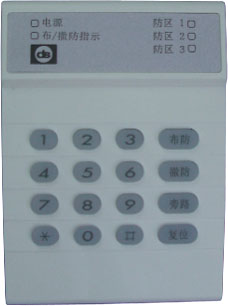 电源 防区 1
布/撤防指示 防区 2
防区 3
ds
1 2 3 布防
4 5 6 撤防
7 8 9 旁路
* 0 # 复位